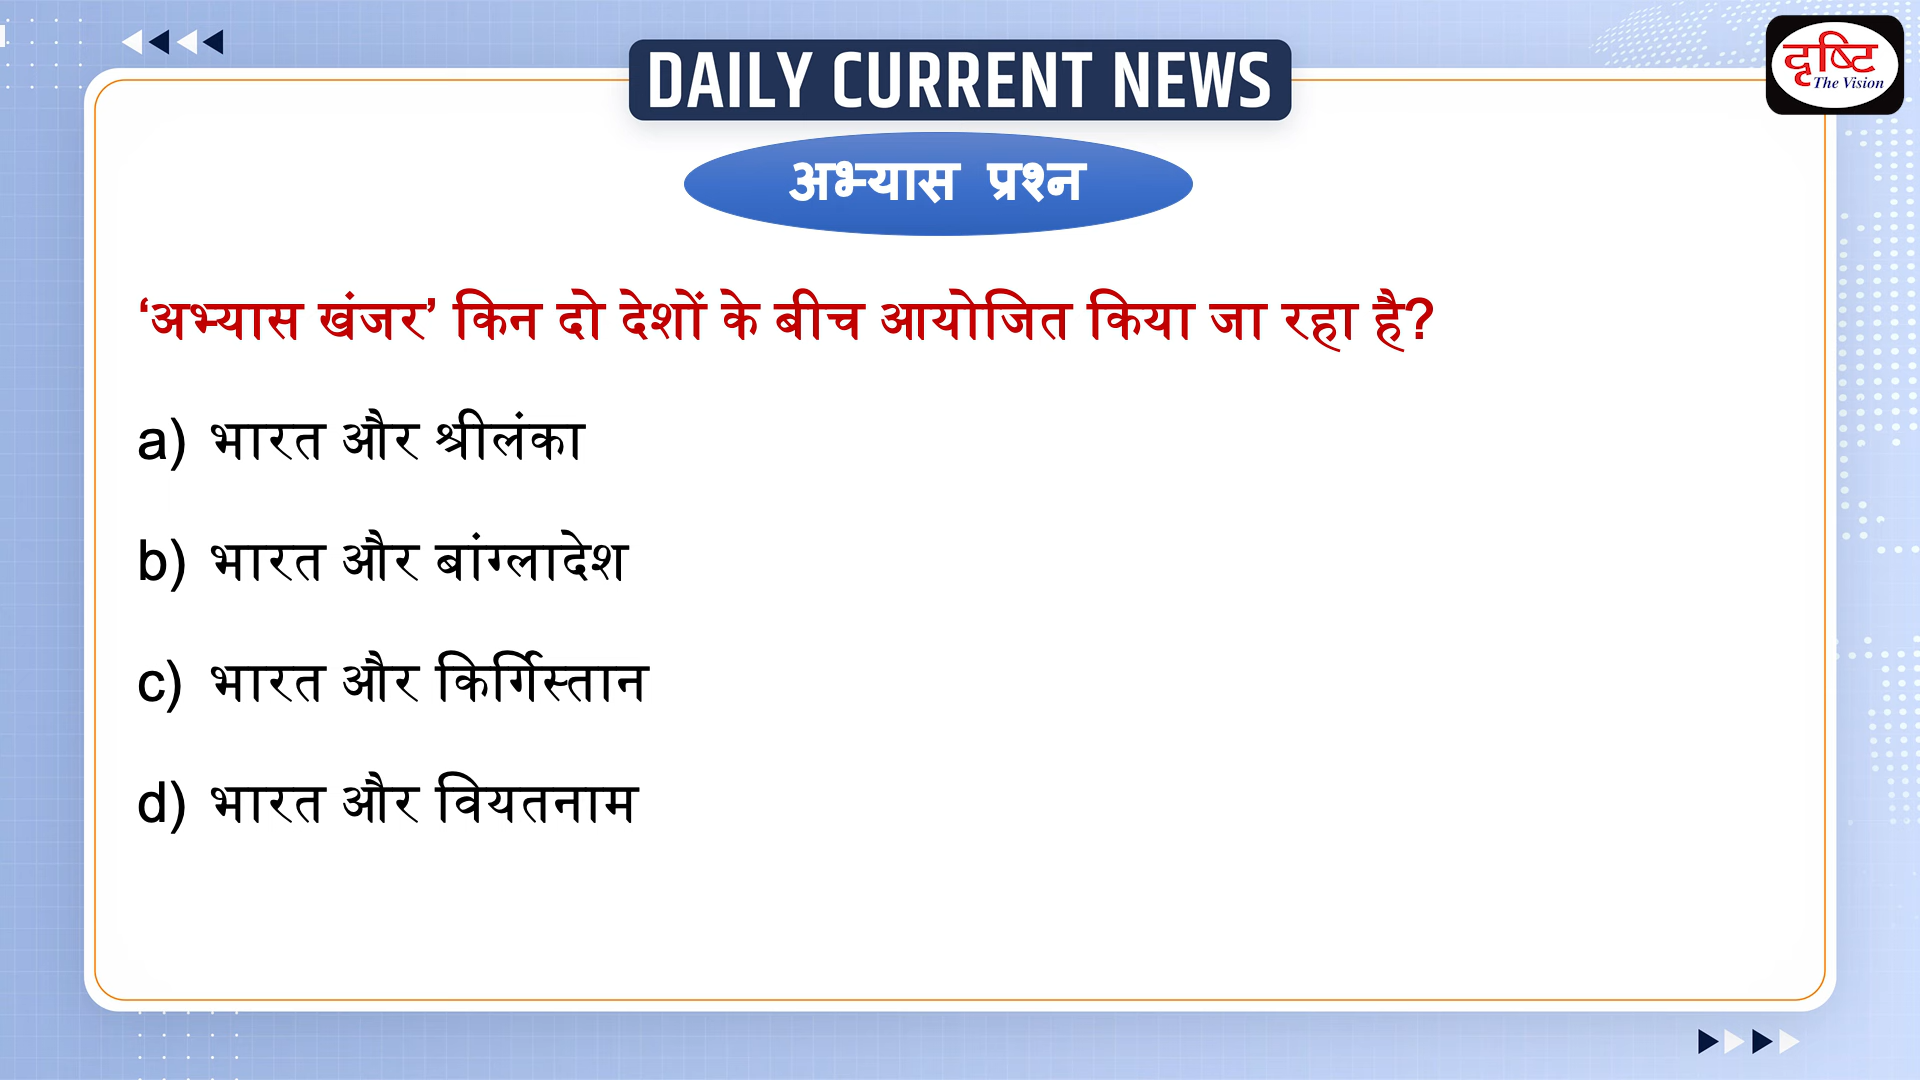 DAILY CURRENT NEWS
दृष्टि
The Vision
अभ्यास प्रश्न
‘अभ्यास खंजर’ किन दो देशों के बीच आयोजित किया जा रहा है?
a) भारत और श्रीलंका
b) भारत और बांग्लादेश
c) भारत और किर्गिस्तान
d) भारत और वियतनाम